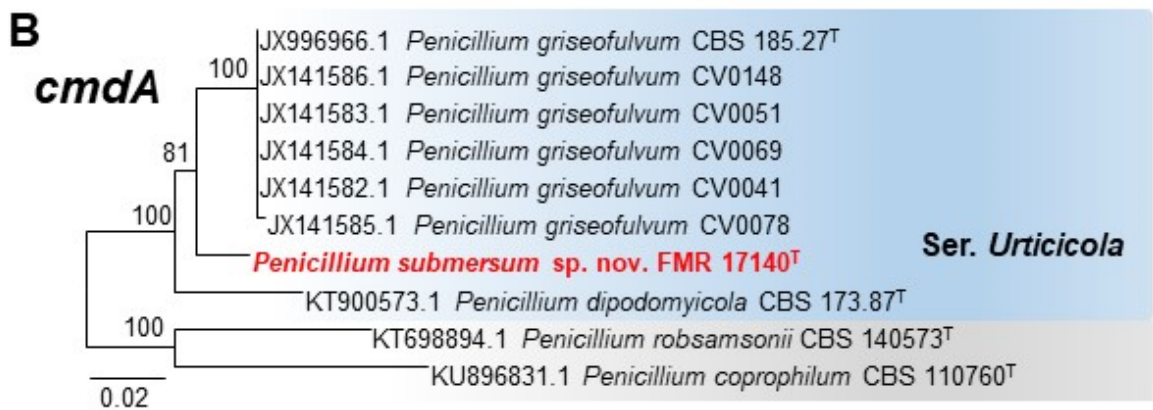 B
cmdA
JX996966.1 Penicillium griseofulvum CBS 185.27ᵀ
100
JX141586.1 Penicillium griseofulvum CV0148
JX141583.1 Penicillium griseofulvum CV0051
81
JX141584.1 Penicillium griseofulvum CV0069
JX141582.1 Penicillium griseofulvum CV0041
100
JX141585.1 Penicillium griseofulvum CV0078
Penicillium submersum sp. nov. FMR 17140ᵀ
Ser. Urticicola
KT900573.1 Penicillium dipodomyicola CBS 173.87ᵀ
100
KT698894.1 Penicillium robsamsonii CBS 140573ᵀ
KU896831.1 Penicillium coprophilum CBS 110760ᵀ
0.02